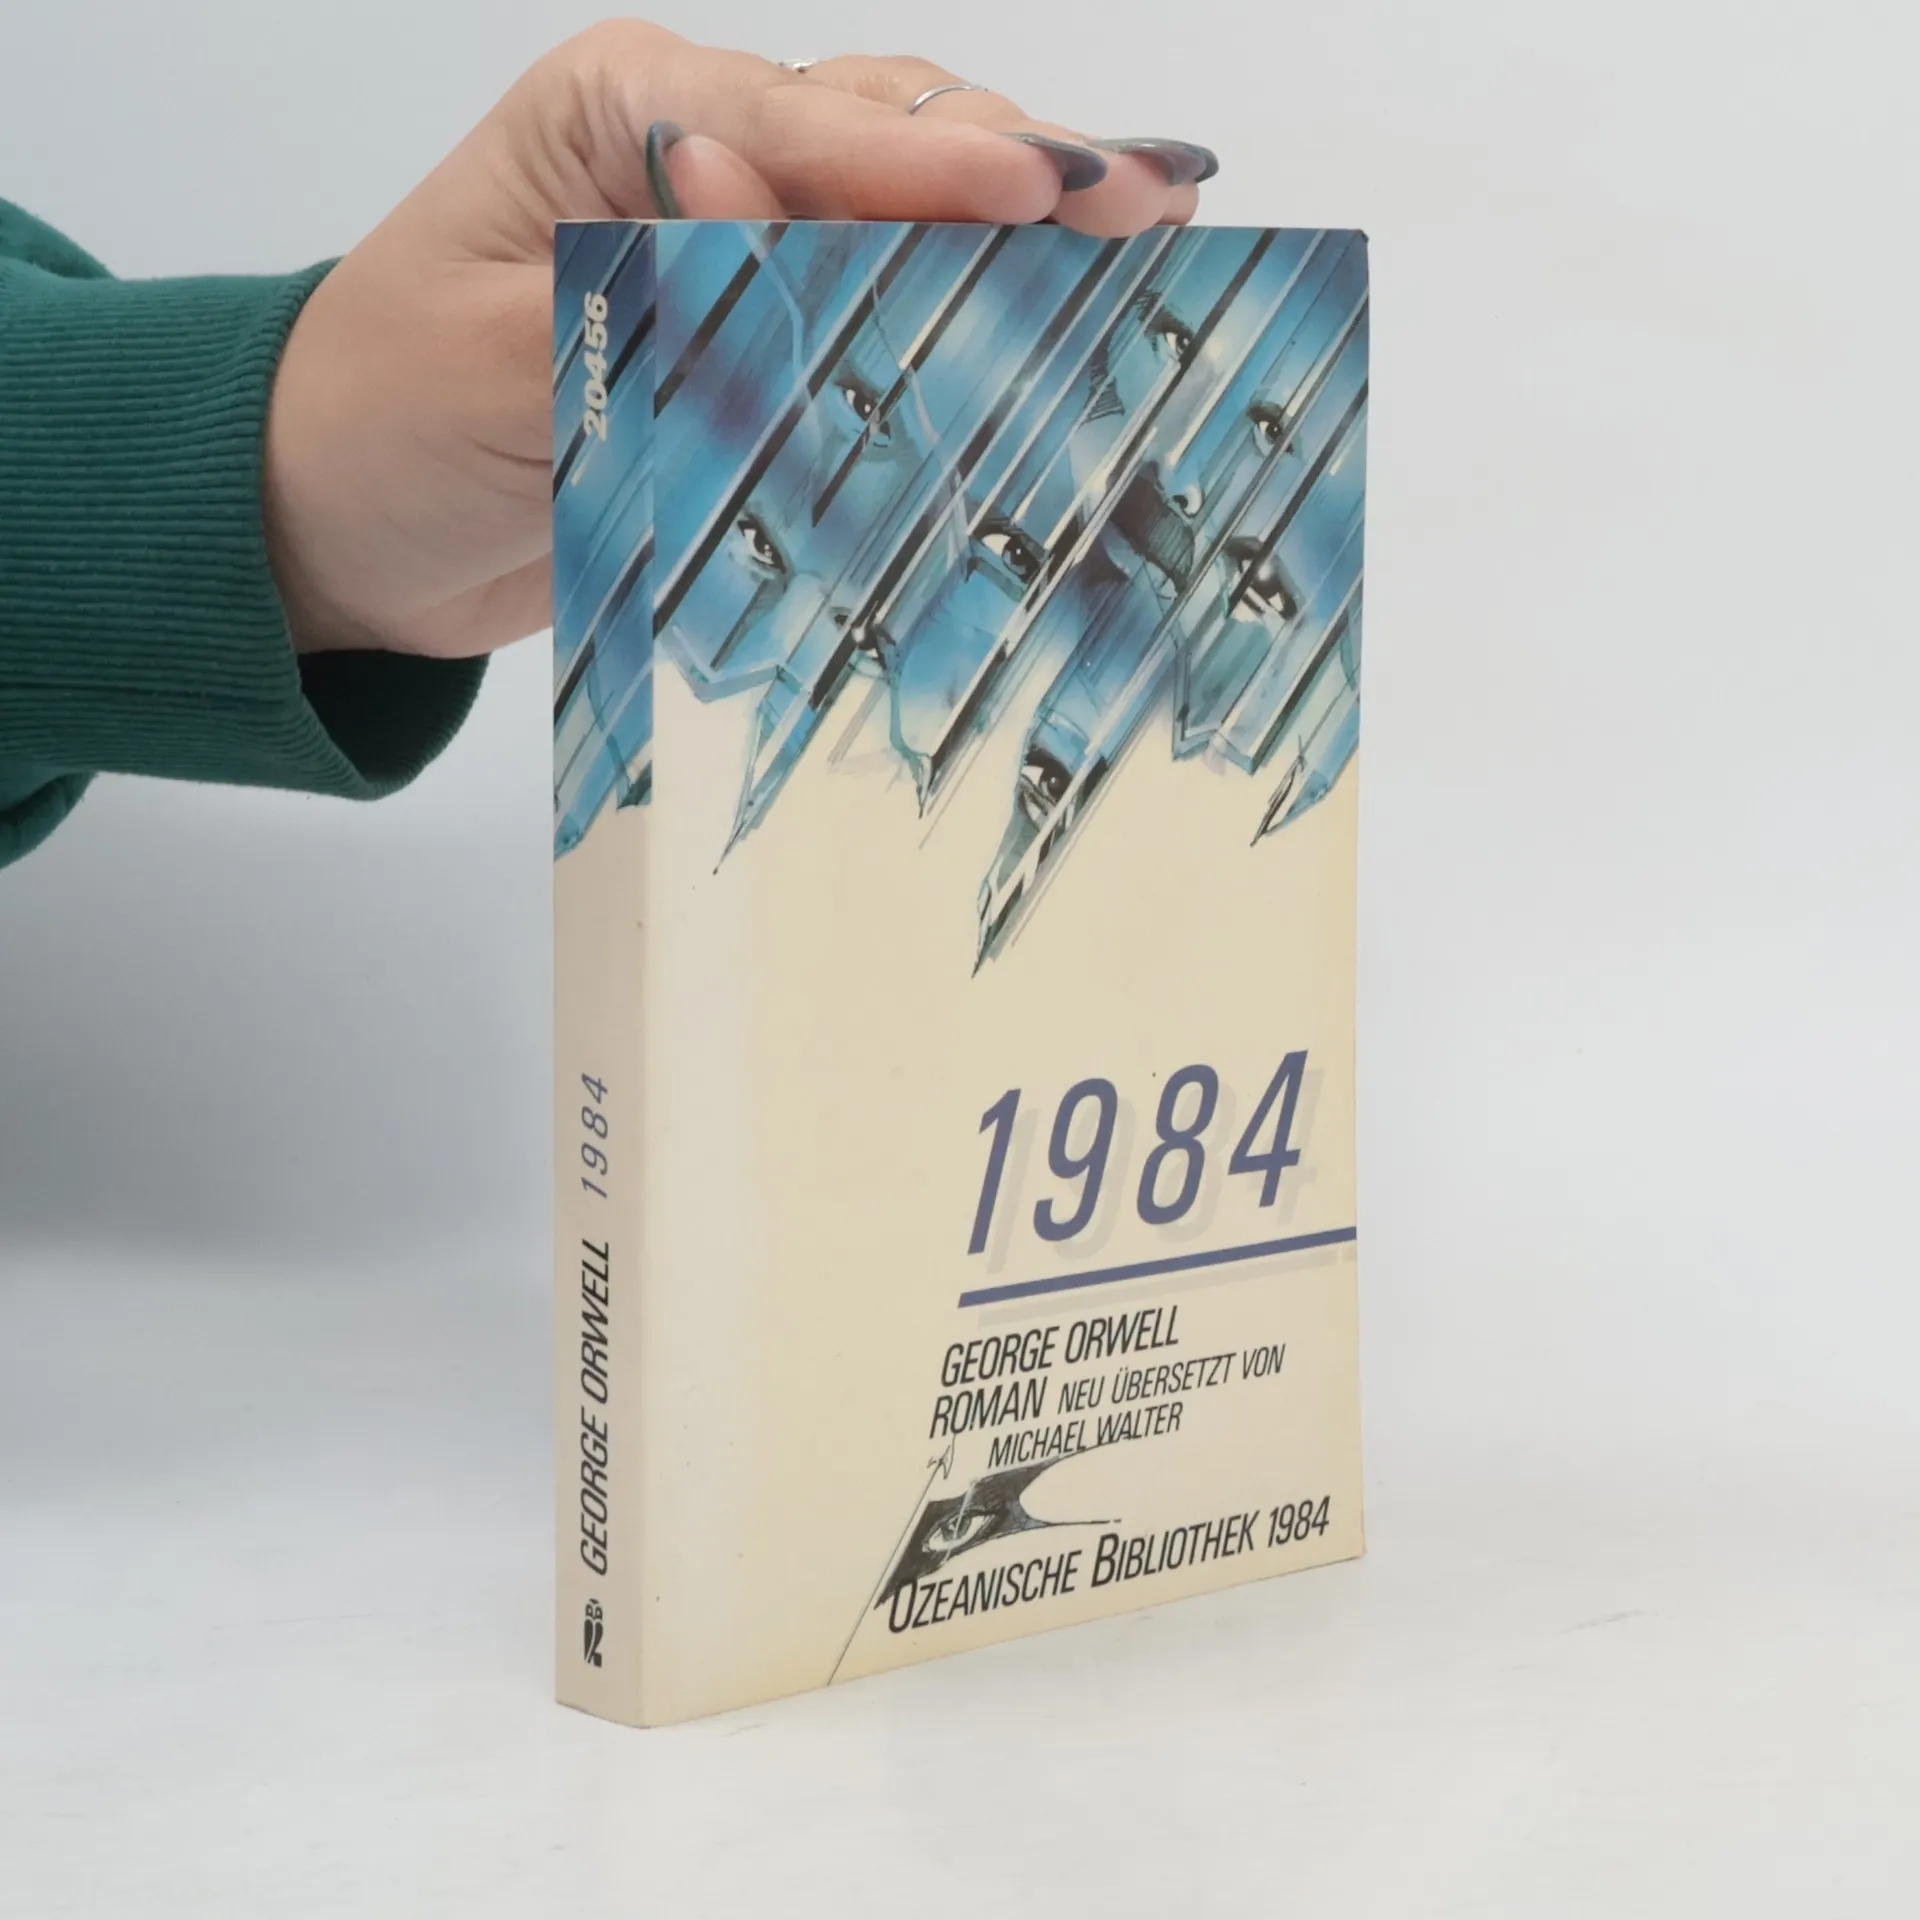 20456
GEORGE ORWELL 1984
1984
GEORGE ORWELL
ROMAN NEU ÜBERSETZT VON
MICHAEL WALTER
OZEANISCHE BIBLIOTHEK 1984